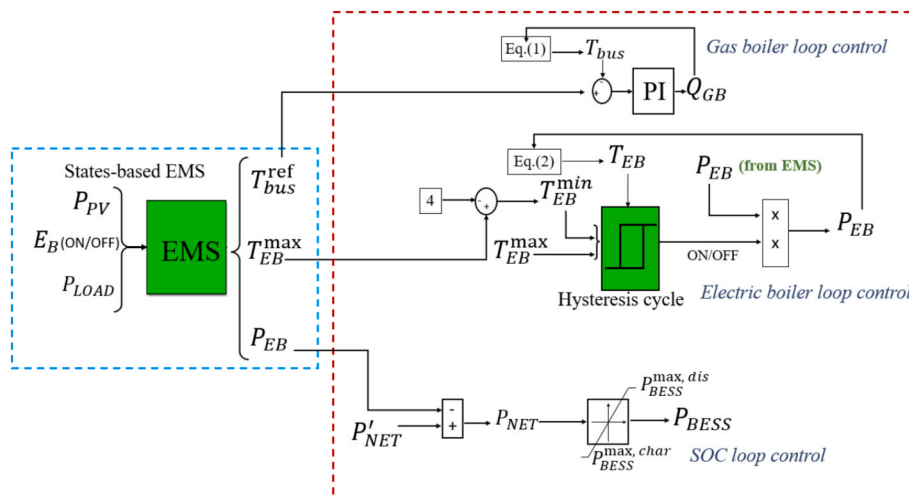 Gas boiler loop control
Eq.(1)
T_bus
-
+
PI
Q_GB
States-based EMS
P_PV
E_B(ON/OFF)
P_LOAD
EMS
T_bus^ref
T_EB^max
P_EB
Eq.(2)
T_EB
4
-
+
T_EB^min
T_EB^max
Hysteresis cycle
P_EB (from EMS)
ON/OFF
x
x
P_EB
Electric boiler loop control
P'_NET
-
+
P_NET
P_BESS^max, dis
P_BESS^max, char
P_BESS
SOC loop control